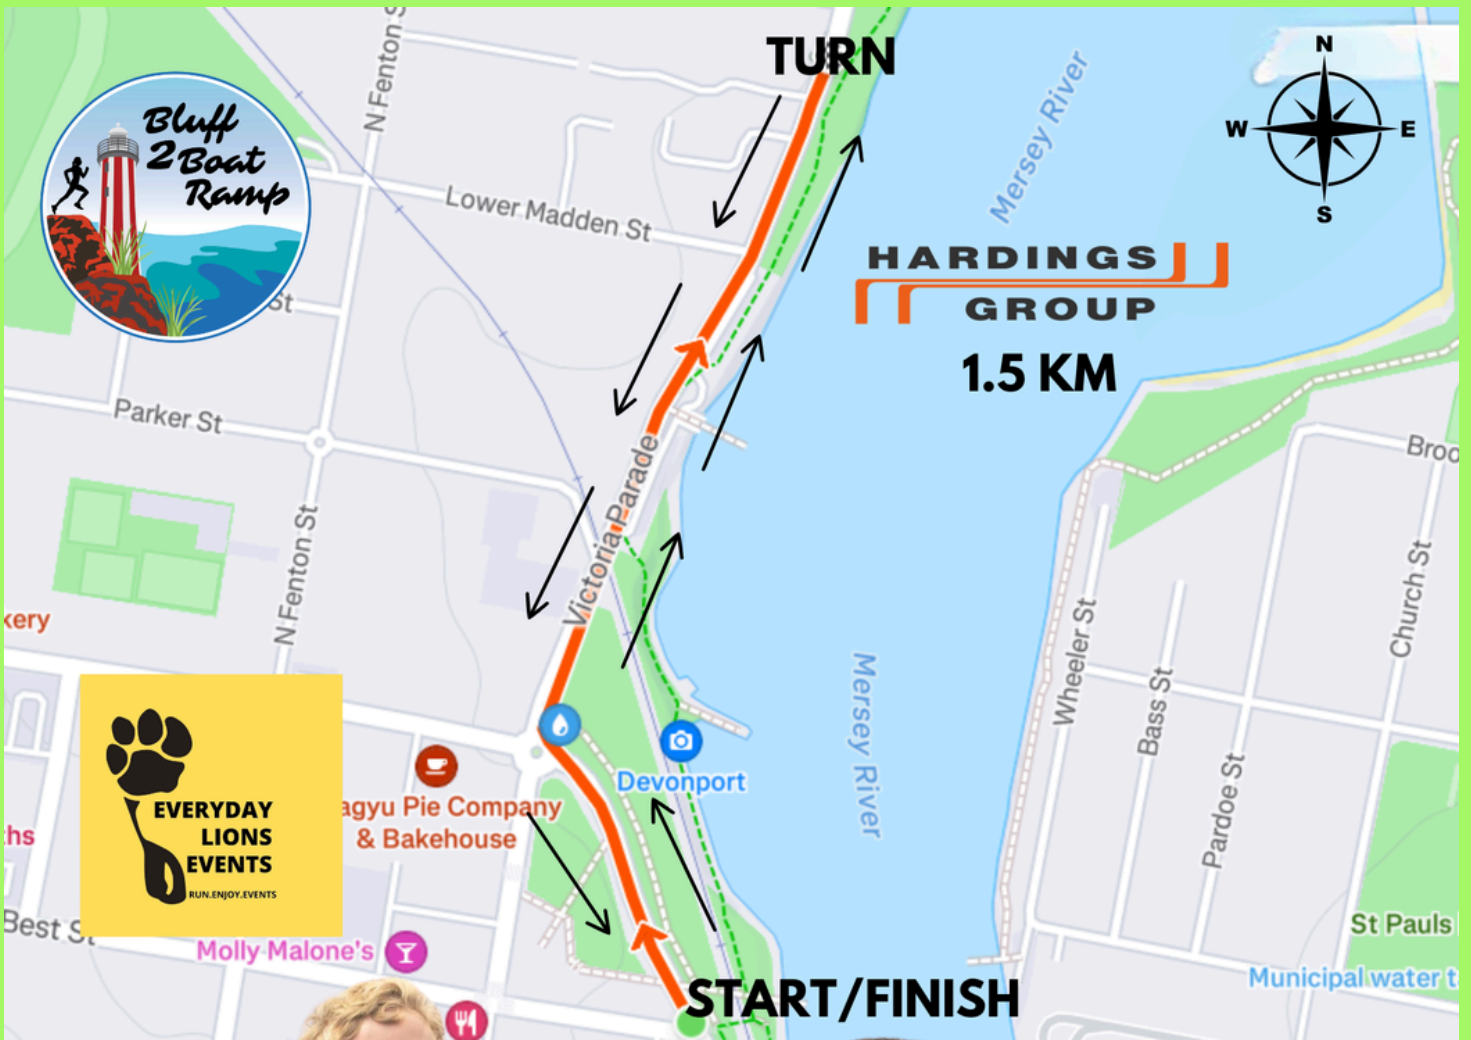 TURN
N Fenton S
Bluff
2 Boat
Ramp
Mersey River
N
W
E
S
Lower Madden St
HARDINGS
GROUP
1.5 KM
St
Parker St
Victoria Parade
N Fenton St
Broo
Church St
Wheeler St
Bass St
Pardoe St
kery
Mersey River
Devonport
agyu Pie Company
& Bakehouse
EVERYDAY
LIONS
EVENTS
RUN.ENJOY.EVENTS
ths
Best St
Molly Malone's
St Pauls
Municipal water t
START/FINISH